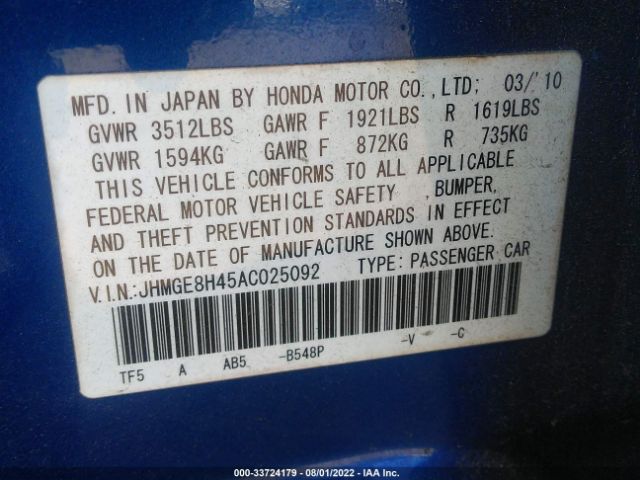 MFD. IN JAPAN BY HONDA MOTOR CO., LTD; 03/'10
GVWR 3512LBS GAWR F 1921LBS R 1619LBS
GVWR 1594KG GAWR F 872KG R 735KG
THIS VEHICLE CONFORMS TO ALL APPLICABLE
FEDERAL MOTOR VEHICLE SAFETY , BUMPER,
AND THEFT PREVENTION STANDARDS IN EFFECT
ON THE DATE OF MANUFACTURE SHOWN ABOVE.
V.I.N.:JHMGE8H45AC025092 TYPE: PASSENGER CAR
TF5 A AB5 -B548P -V -C
000-33724179 - 08/01/2022 - IAA Inc.